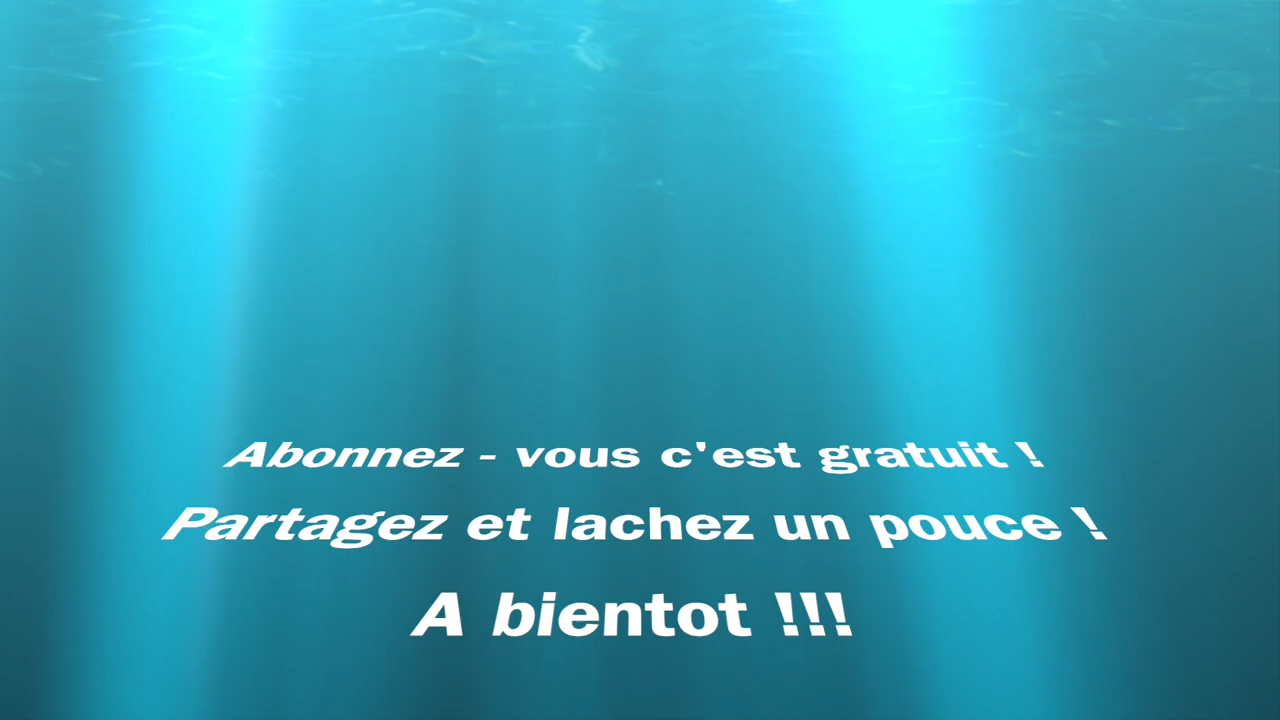 Abonnez - vous c'est gratuit !
Partagez et lachez un pouce !
A bientot !!!